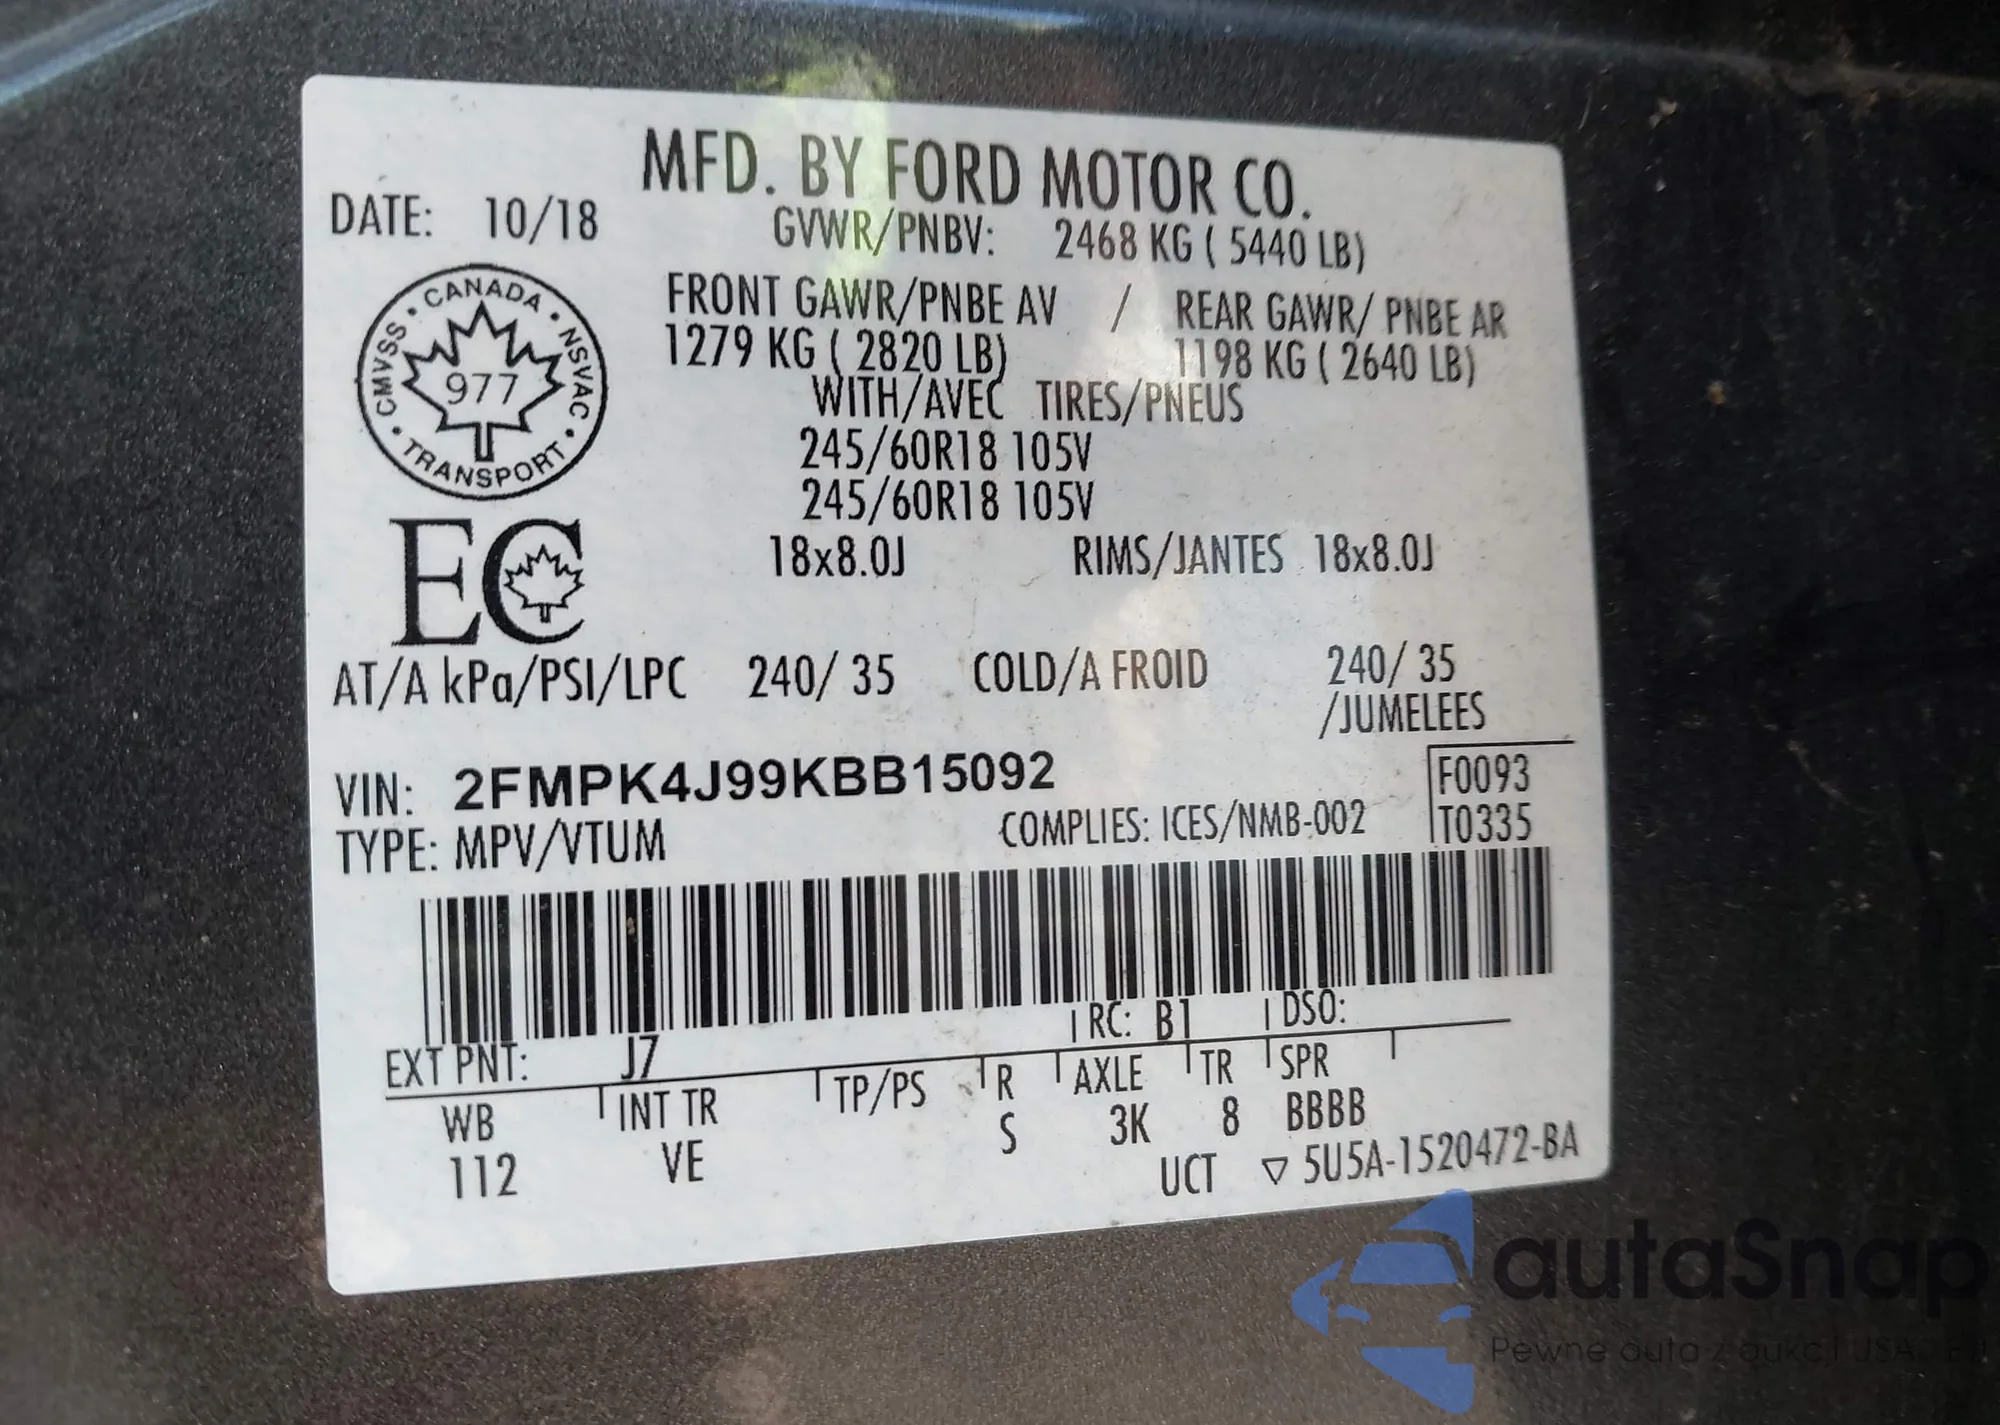 MFD. BY FORD MOTOR CO.
DATE: 10/18
GVWR/PNBV: 2468 KG ( 5440 LB)
FRONT GAWR/PNBE AV / REAR GAWR/ PNBE AR
1279 KG ( 2820 LB) 1198 KG ( 2640 LB)
WITH/AVEC TIRES/PNEUS
245/60R18 105V
245/60R18 105V
18x8.0J RIMS/JANTES 18x8.0J
CANADA • NSVAC • TRANSPORT • CMVSS •
977
EC
AT/A kPa/PSI/LPC 240/ 35 COLD/A FROID 240/ 35
/JUMELEES
VIN: 2FMPK4J99KBB15092
F0093
TYPE: MPV/VTUM COMPLIES: ICES/NMB-002
T0335
RC: B1 DSO:
EXT PNT: J7
WB INT TR TP/PS R AXLE TR SPR
112 VE S 3K 8 BBBB
UCT ▽ 5U5A-1520472-BA
autaSnap
Pewne auta z aukcji USA